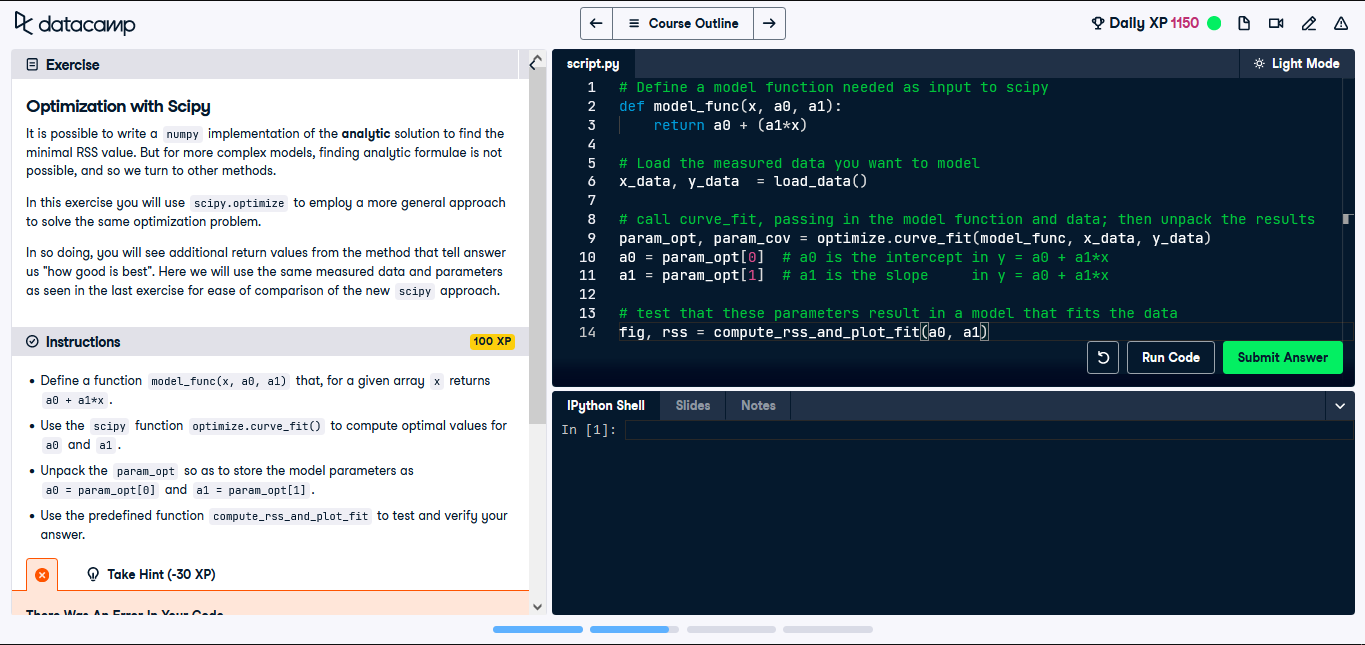 datacamp
Course Outline
Daily XP 1150
Exercise
Optimization with Scipy
It is possible to write a numpy implementation of the analytic solution to find the
minimal RSS value. But for more complex models, finding analytic formulae is not
possible, and so we turn to other methods.
In this exercise you will use scipy.optimize to employ a more general approach
to solve the same optimization problem.
In so doing, you will see additional return values from the method that tell answer
us "how good is best". Here we will use the same measured data and parameters
as seen in the last exercise for ease of comparison of the new scipy approach.
Instructions
100 XP
• Define a function model_func(x, a0, a1) that, for a given array x returns
a0 + a1*x.
• Use the scipy function optimize.curve_fit() to compute optimal values for
a0 and a1.
• Unpack the param_opt so as to store the model parameters as
a0 = param_opt[0] and a1 = param_opt[1].
• Use the predefined function compute_rss_and_plot_fit to test and verify your
answer.
Take Hint (-30 XP)
There Was An Error In Your Code
script.py
Light Mode
1 # Define a model function needed as input to scipy
2 def model_func(x, a0, a1):
3     return a0 + (a1*x)
4
5 # Load the measured data you want to model
6 x_data, y_data  = load_data()
7
8 # call curve_fit, passing in the model function and data; then unpack the results
9 param_opt, param_cov = optimize.curve_fit(model_func, x_data, y_data)
10 a0 = param_opt[0]  # a0 is the intercept in y = a0 + a1*x
11 a1 = param_opt[1]  # a1 is the slope     in y = a0 + a1*x
12
13 # test that these parameters result in a model that fits the data
14 fig, rss = compute_rss_and_plot_fit(a0, a1)
Run Code
Submit Answer
IPython Shell
Slides
Notes
In [1]: